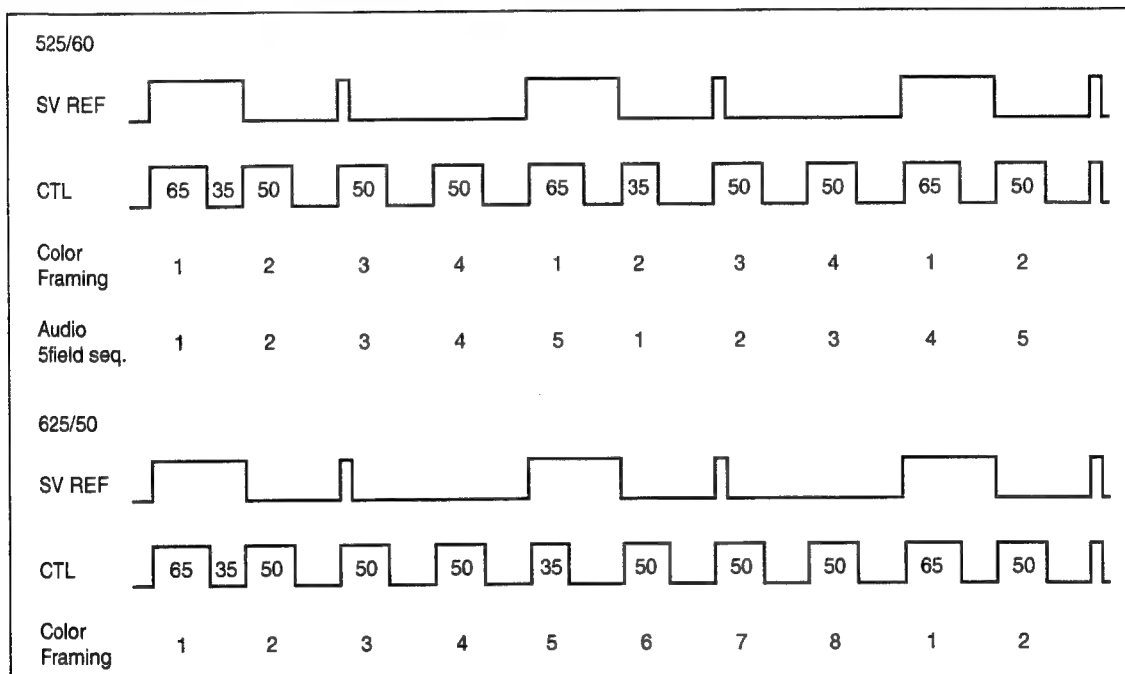 525/60
SV REF
CTL
65 35 50 50 50 65 35 50 50 65 50
Color
Framing
1 2 3 4 1 2 3 4 1 2
Audio
5field seq.
1 2 3 4 5 1 2 3 4 5
625/50
SV REF
CTL
65 35 50 50 50 35 50 50 50 65 50
Color
Framing
1 2 3 4 5 6 7 8 1 2